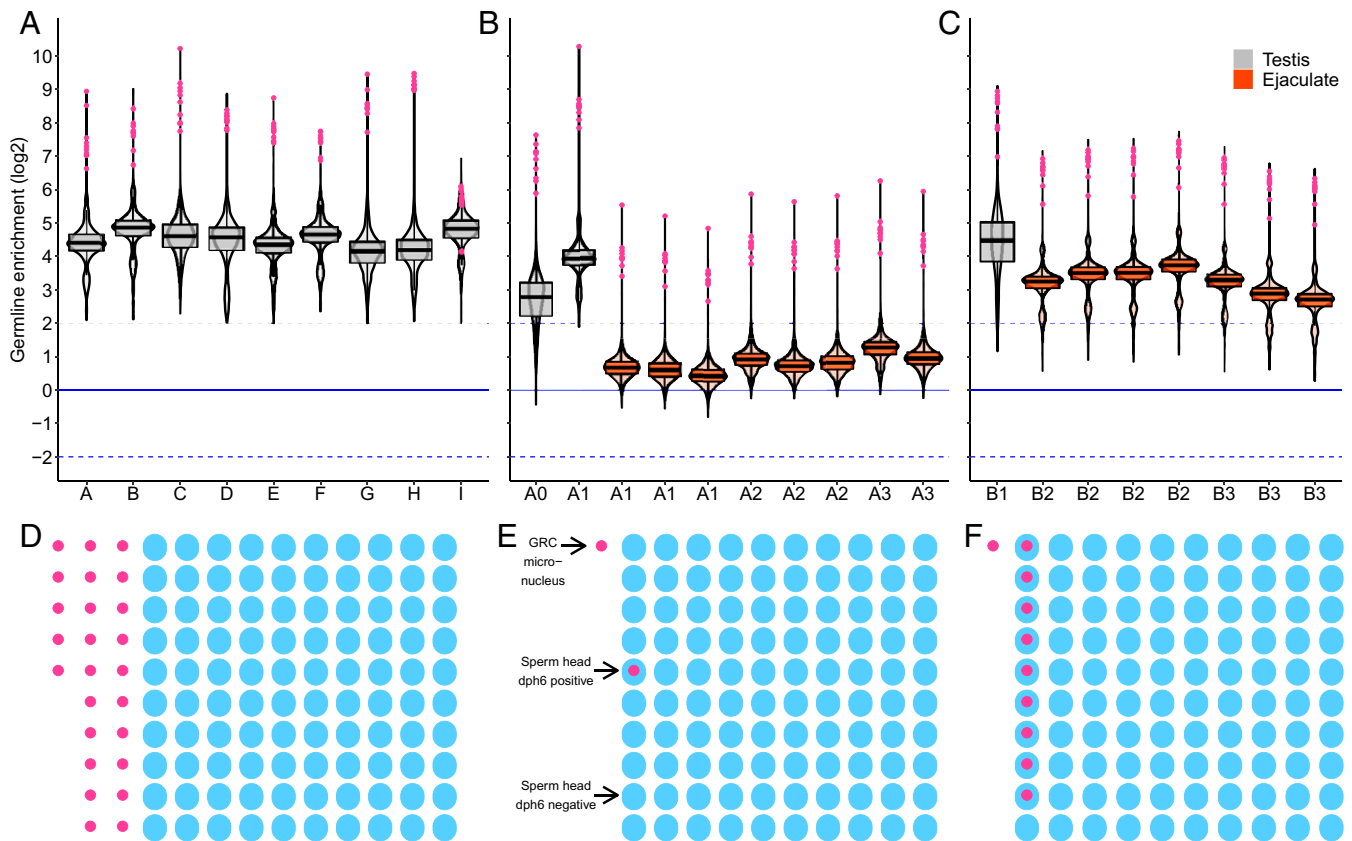 A
B
C
Germline enrichment (log2)
10
9
8
7
6
5
4
3
2
1
0
−1
−2
Testis
Ejaculate
A B C D E F G H I
A0 A1 A1 A1 A1 A2 A2 A2 A3 A3
B1 B2 B2 B2 B2 B3 B3 B3
D
E
F
GRC
micro−
nucleus
Sperm head
dph6 positive
Sperm head
dph6 negative